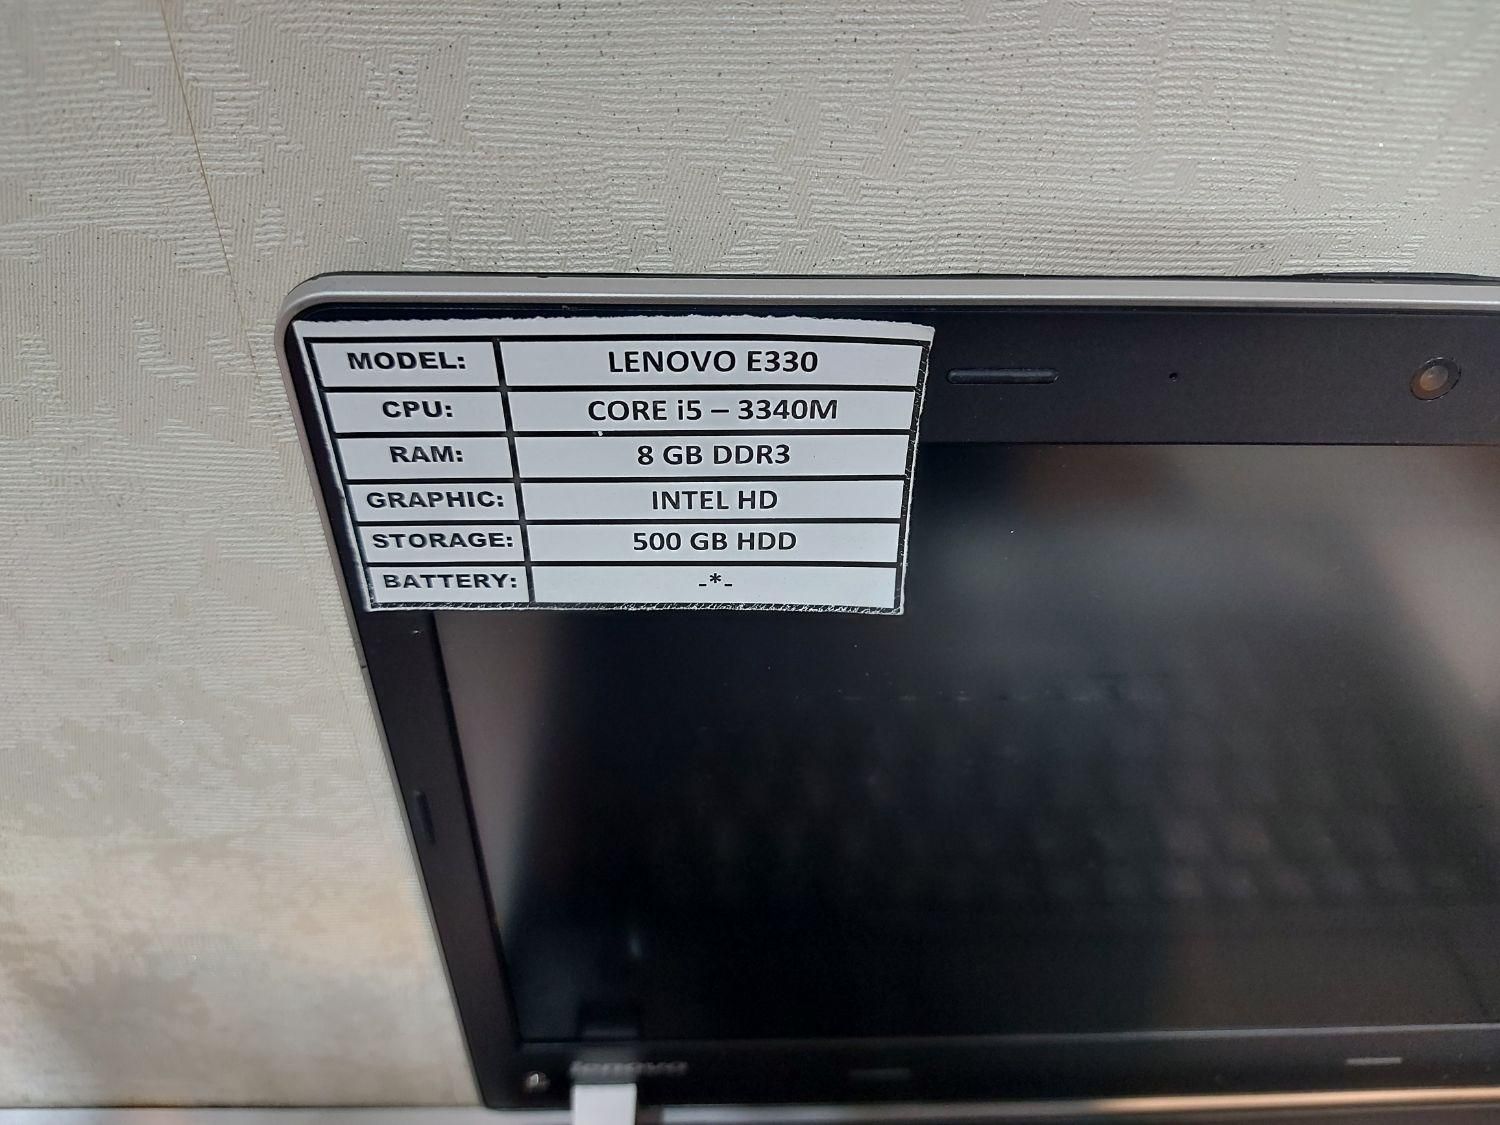 MODEL: LENOVO E330
CPU: CORE i5 – 3340M
RAM: 8 GB DDR3
GRAPHIC: INTEL HD
STORAGE: 500 GB HDD
BATTERY: -*-
lenovo